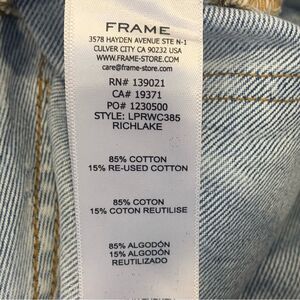 FRAME
3578 HAYDEN AVENUE STE N-1
CULVER CITY CA 90232 USA
WWW.FRAME-STORE.COM
care@frame-store.com
RN# 139021
CA# 19371
PO# 1230500
STYLE: LPRWC385
RICHLAKE
85% COTTON
15% RE-USED COTTON
85% COTON
15% COTON REUTILISE
85% ALGODÓN
15% ALGODÓN
REUTILIZADO